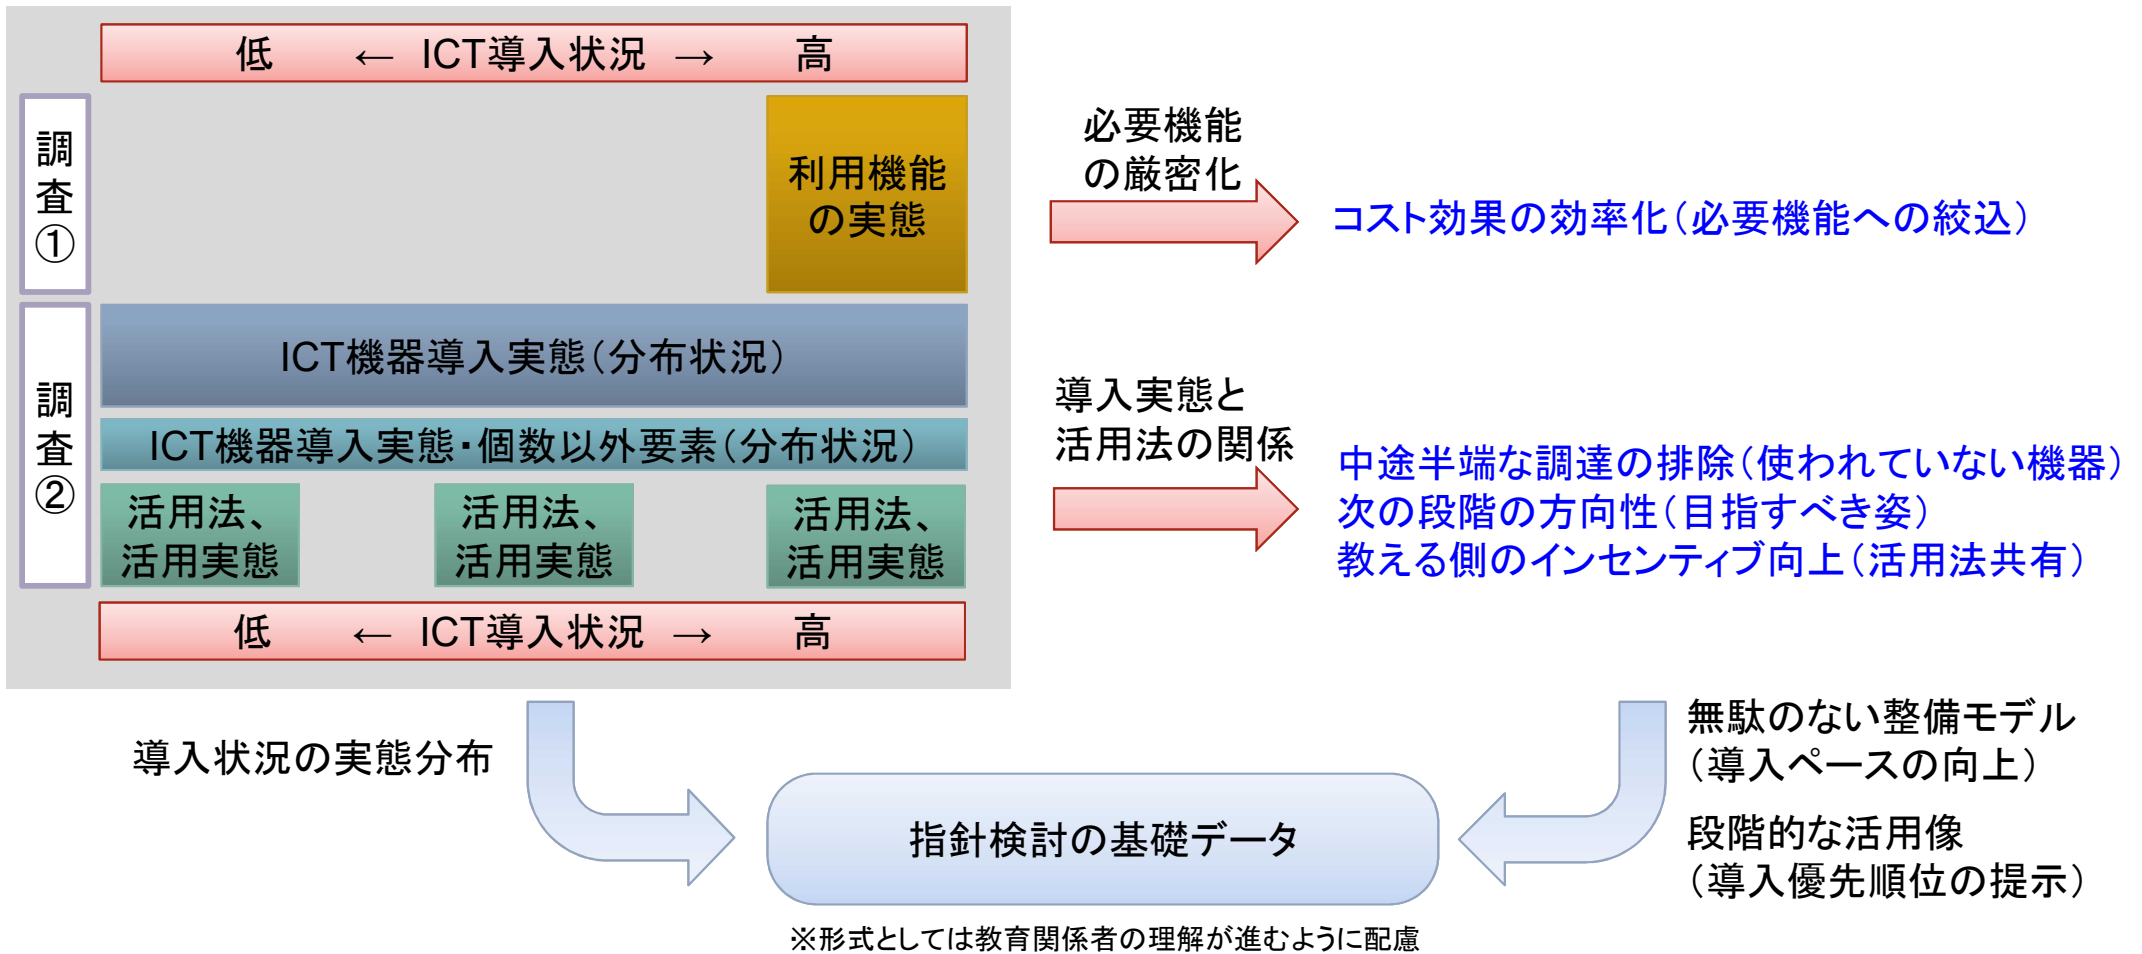 低 ← ICT導入状況 → 高
調
査
①
利用機能
の実態
必要機能
の厳密化
コスト効果の効率化（必要機能への絞込）
調
査
②
ICT機器導入実態（分布状況）
ICT機器導入実態・個数以外要素（分布状況）
活用法、
活用実態
活用法、
活用実態
活用法、
活用実態
導入実態と
活用法の関係
中途半端な調達の排除（使われていない機器）
次の段階の方向性（目指すべき姿）
教える側のインセンティブ向上（活用法共有）
低 ← ICT導入状況 → 高
導入状況の実態分布
無駄のない整備モデル
（導入ペースの向上）
段階的な活用像
（導入優先順位の提示）
指針検討の基礎データ
※形式としては教育関係者の理解が進むように配慮